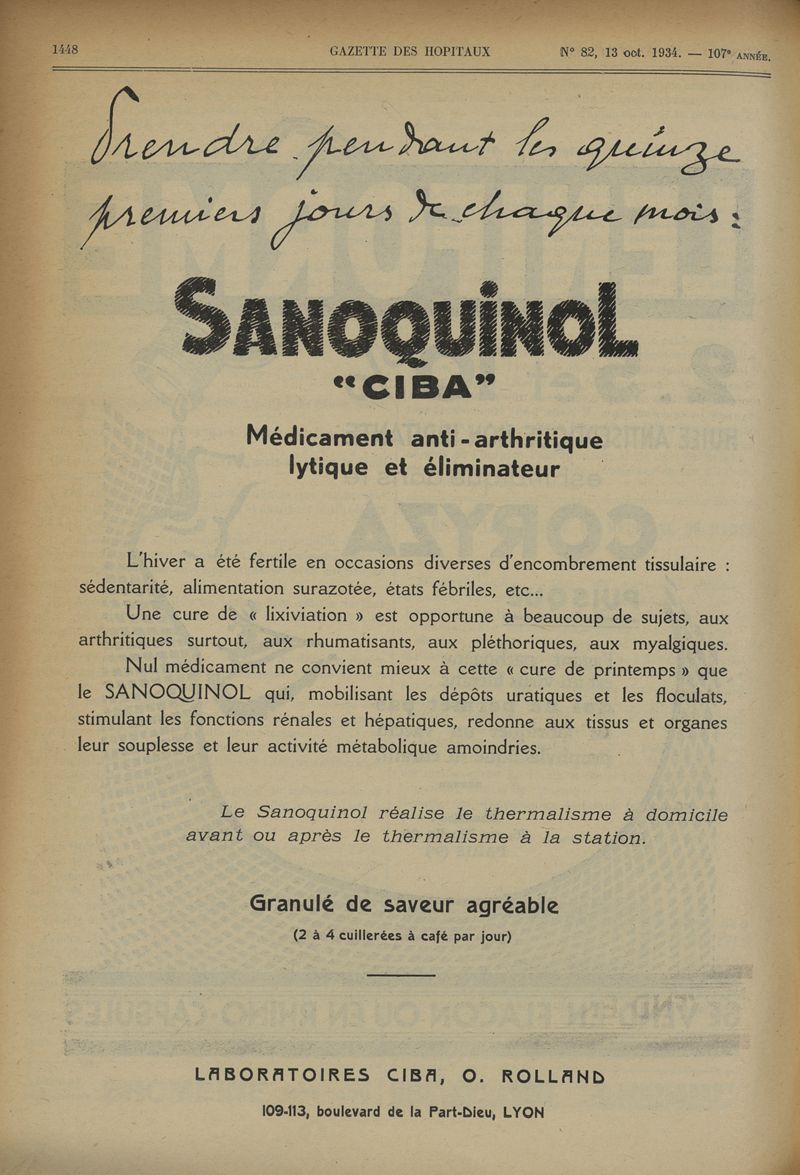 1448 GAZETTE DES HOPITAUX N° 82, 13 oct. 1934. — 107e ANNÉE.
Prendre pendant les quinze
premiers jours de chaque mois :
SANOQUINOL
“CIBA”
Médicament anti-arthritique
lytique et éliminateur
L'hiver a été fertile en occasions diverses d'encombrement tissulaire :
sédentarité, alimentation surazotée, états fébriles, etc...
Une cure de « lixiviation » est opportune à beaucoup de sujets, aux
arthritiques surtout, aux rhumatisants, aux pléthoriques, aux myalgiques.
Nul médicament ne convient mieux à cette « cure de printemps » que
le SANOQUINOL qui, mobilisant les dépôts uratiques et les floculats,
stimulant les fonctions rénales et hépatiques, redonne aux tissus et organes
leur souplesse et leur activité métabolique amoindries.
Le Sanoquinol réalise le thermalisme à domicile
avant ou après le thermalisme à la station.
Granulé de saveur agréable
(2 à 4 cuillerées à café par jour)
LABORATOIRES CIBA, O. ROLLAND
109-113, boulevard de la Part-Dieu, LYON